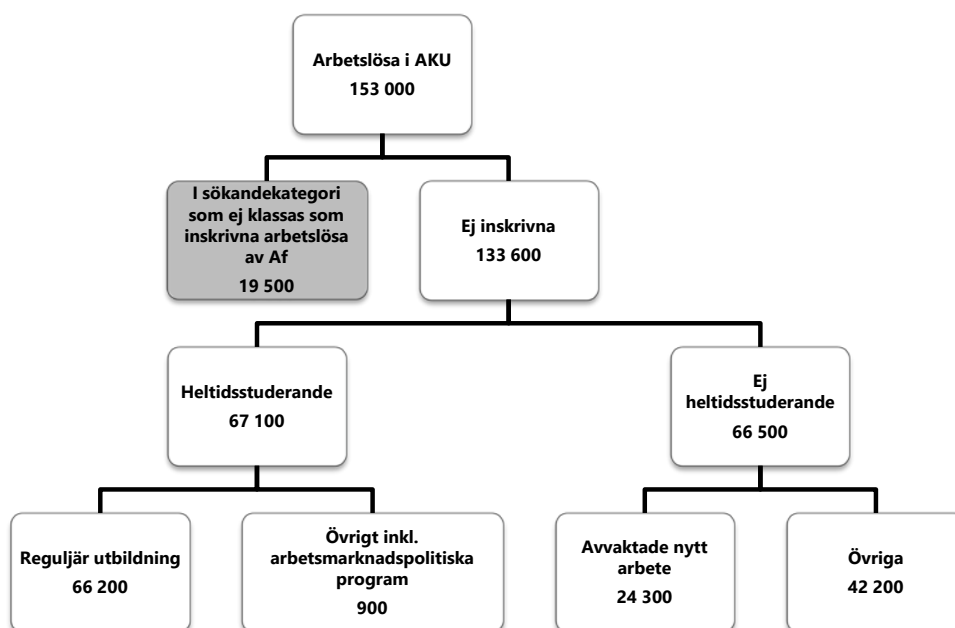 Arbetslösa i AKU
153 000
I sökandekategori
som ej klassas som
inskrivna arbetslösa
av Af
19 500
Ej inskrivna
133 600
Heltidsstuderande
67 100
Ej
heltidsstuderande
66 500
Reguljär utbildning
66 200
Övrigt inkl.
arbetsmarknadspolitiska
program
900
Avvaktade nytt
arbete
24 300
Övriga
42 200